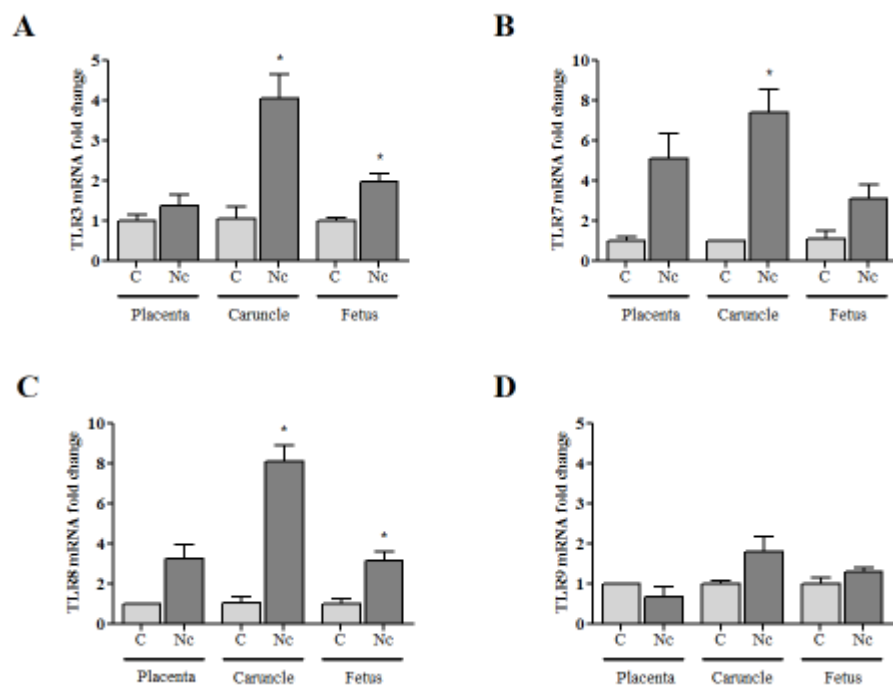 A
TLR3 mRNA fold change
5
4
3
2
1
0
*
*
C Nc C Nc C Nc
Placenta Caruncle Fetus
B
TLR7 mRNA fold change
10
8
6
4
2
0
*
C Nc C Nc C Nc
Placenta Caruncle Fetus
C
TLR8 mRNA fold change
10
8
6
4
2
0
*
*
C Nc C Nc C Nc
Placenta Caruncle Fetus
D
TLR9 mRNA fold change
5
4
3
2
1
0
C Nc C Nc C Nc
Placenta Caruncle Fetus